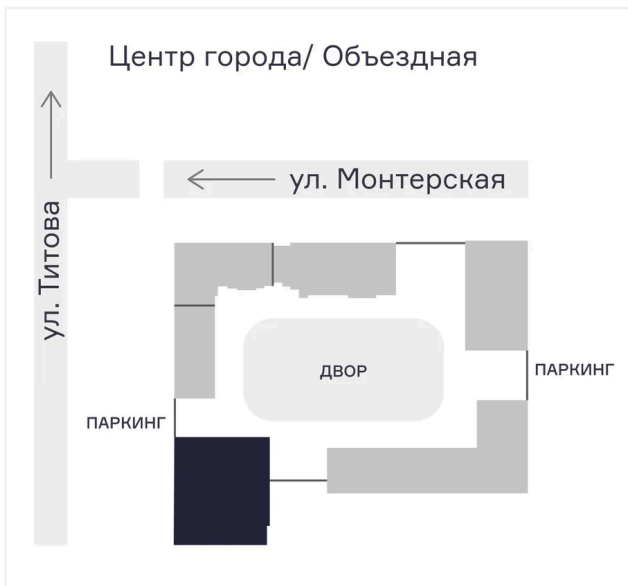 Центр города/ Объездная
ул. Монтерская
ул. Титова
ДВОР
ПАРКИНГ
ПАРКИНГ